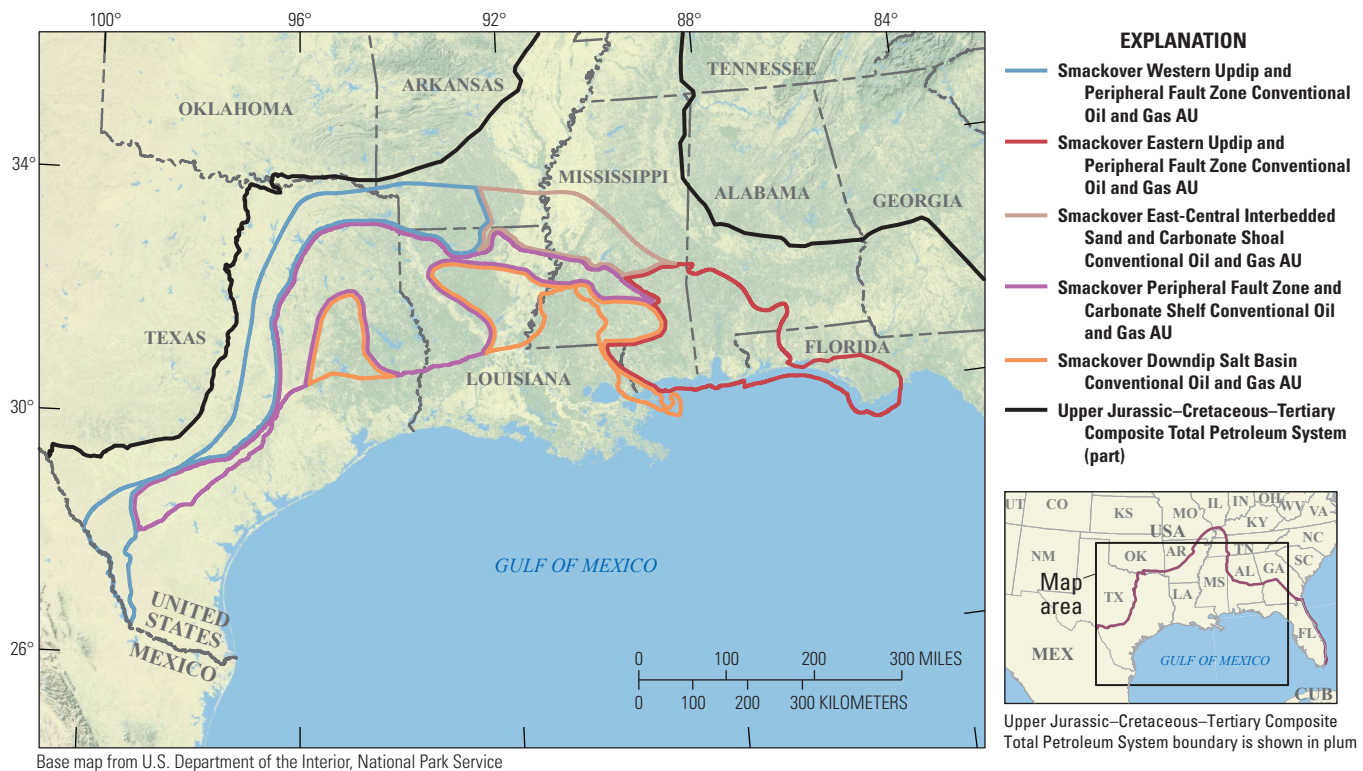 100°
96°
92°
88°
84°
34°
30°
26°
OKLAHOMA
ARKANSAS
TENNESSEE
MISSISSIPPI
ALABAMA
GEORGIA
TEXAS
LOUISIANA
FLORIDA
GULF OF MEXICO
UNITED
STATES
MEXICO
0 100 200 300 MILES
0 100 200 300 KILOMETERS
Base map from U.S. Department of the Interior, National Park Service
EXPLANATION
Smackover Western Updip and
Peripheral Fault Zone Conventional
Oil and Gas AU
Smackover Eastern Updip and
Peripheral Fault Zone Conventional
Oil and Gas AU
Smackover East-Central Interbedded
Sand and Carbonate Shoal
Conventional Oil and Gas AU
Smackover Peripheral Fault Zone and
Carbonate Shelf Conventional Oil
and Gas AU
Smackover Downdip Salt Basin
Conventional Oil and Gas AU
Upper Jurassic–Cretaceous–Tertiary
Composite Total Petroleum System
(part)
UT
CO
KS
MO
IL
IN
OH
WV
VA
KY
USA
NM
OK
AR
TN
NC
SC
Map
area
TX
LA
MS
AL
GA
FL
MEX
GULF OF MEXICO
CUB
Upper Jurassic–Cretaceous–Tertiary Composite
Total Petroleum System boundary is shown in plum